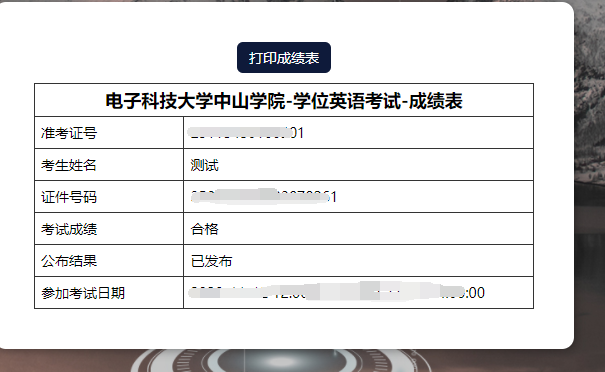 打印成绩表
电子科技大学中山学院-学位英语考试-成绩表
准考证号 01
考生姓名 测试
证件号码 1
考试成绩 合格
公布结果 已发布
参加考试日期 :00